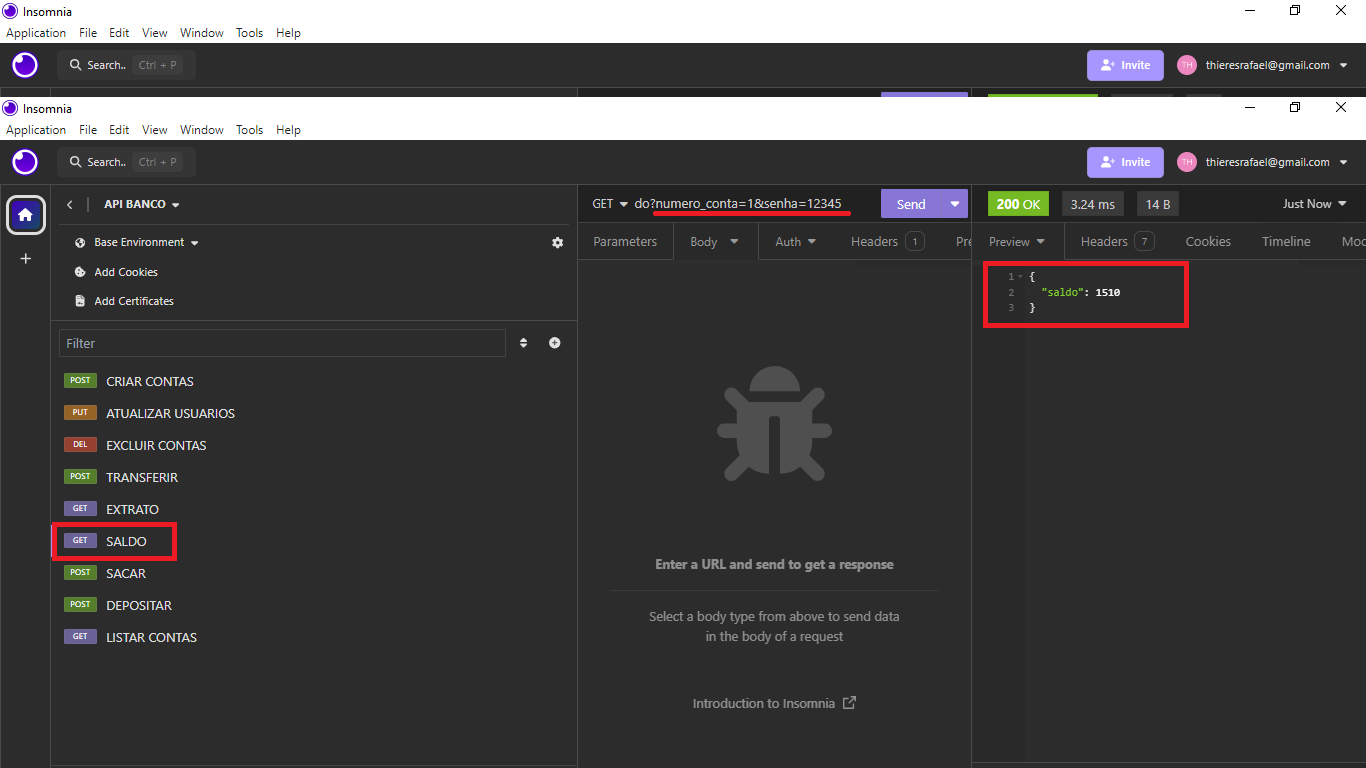 Insomnia
Application File Edit View Window Tools Help
Search.. Ctrl + P Invite TH thieresrafael@gmail.com
Insomnia
Application File Edit View Window Tools Help
Search.. Ctrl + P Invite TH thieresrafael@gmail.com
API BANCO
Base Environment
Add Cookies
Add Certificates
Filter
POST CRIAR CONTAS
PUT ATUALIZAR USUARIOS
DEL EXCLUIR CONTAS
POST TRANSFERIR
GET EXTRATO
GET SALDO
POST SACAR
POST DEPOSITAR
GET LISTAR CONTAS
GET do?numero_conta=1&senha=12345 Send
Parameters Body Auth Headers 1 Pre
Enter a URL and send to get a response
Select a body type from above to send data
in the body of a request
Introduction to Insomnia
200 OK 3.24 ms 14 B Just Now
Preview Headers 7 Cookies Timeline Moc
1 {
2 "saldo": 1510
3 }